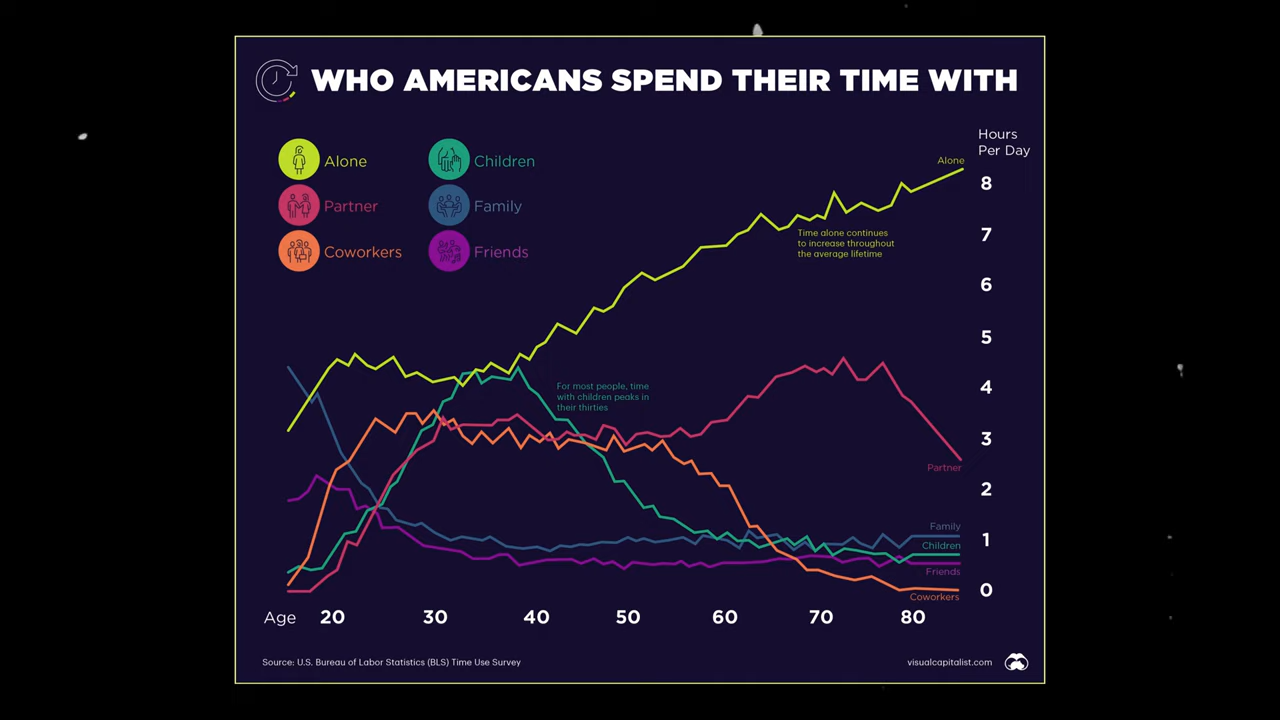 WHO AMERICANS SPEND THEIR TIME WITH
Hours
Per Day
Alone
Children
Partner
Family
Coworkers
Friends
Alone
8
Time alone continues
to increase throughout
the average lifetime
7
6
5
For most people, time
with children peaks in
their thirties
4
3
Partner
2
Family
1
Children
Friends
0
Coworkers
Age 20 30 40 50 60 70 80
Source: U.S. Bureau of Labor Statistics (BLS) Time Use Survey
visualcapitalist.com